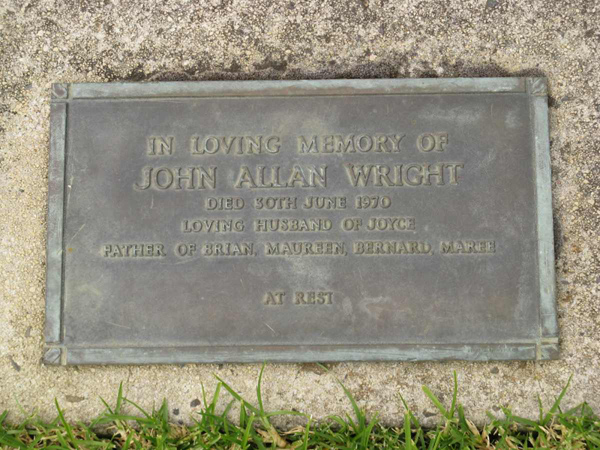 IN LOVING MEMORY OF
JOHN ALLAN WRIGHT
DIED 30TH JUNE 1970
LOVING HUSBAND OF JOYCE
FATHER OF BRIAN, MAUREEN, BERNARD, MAREE
AT REST